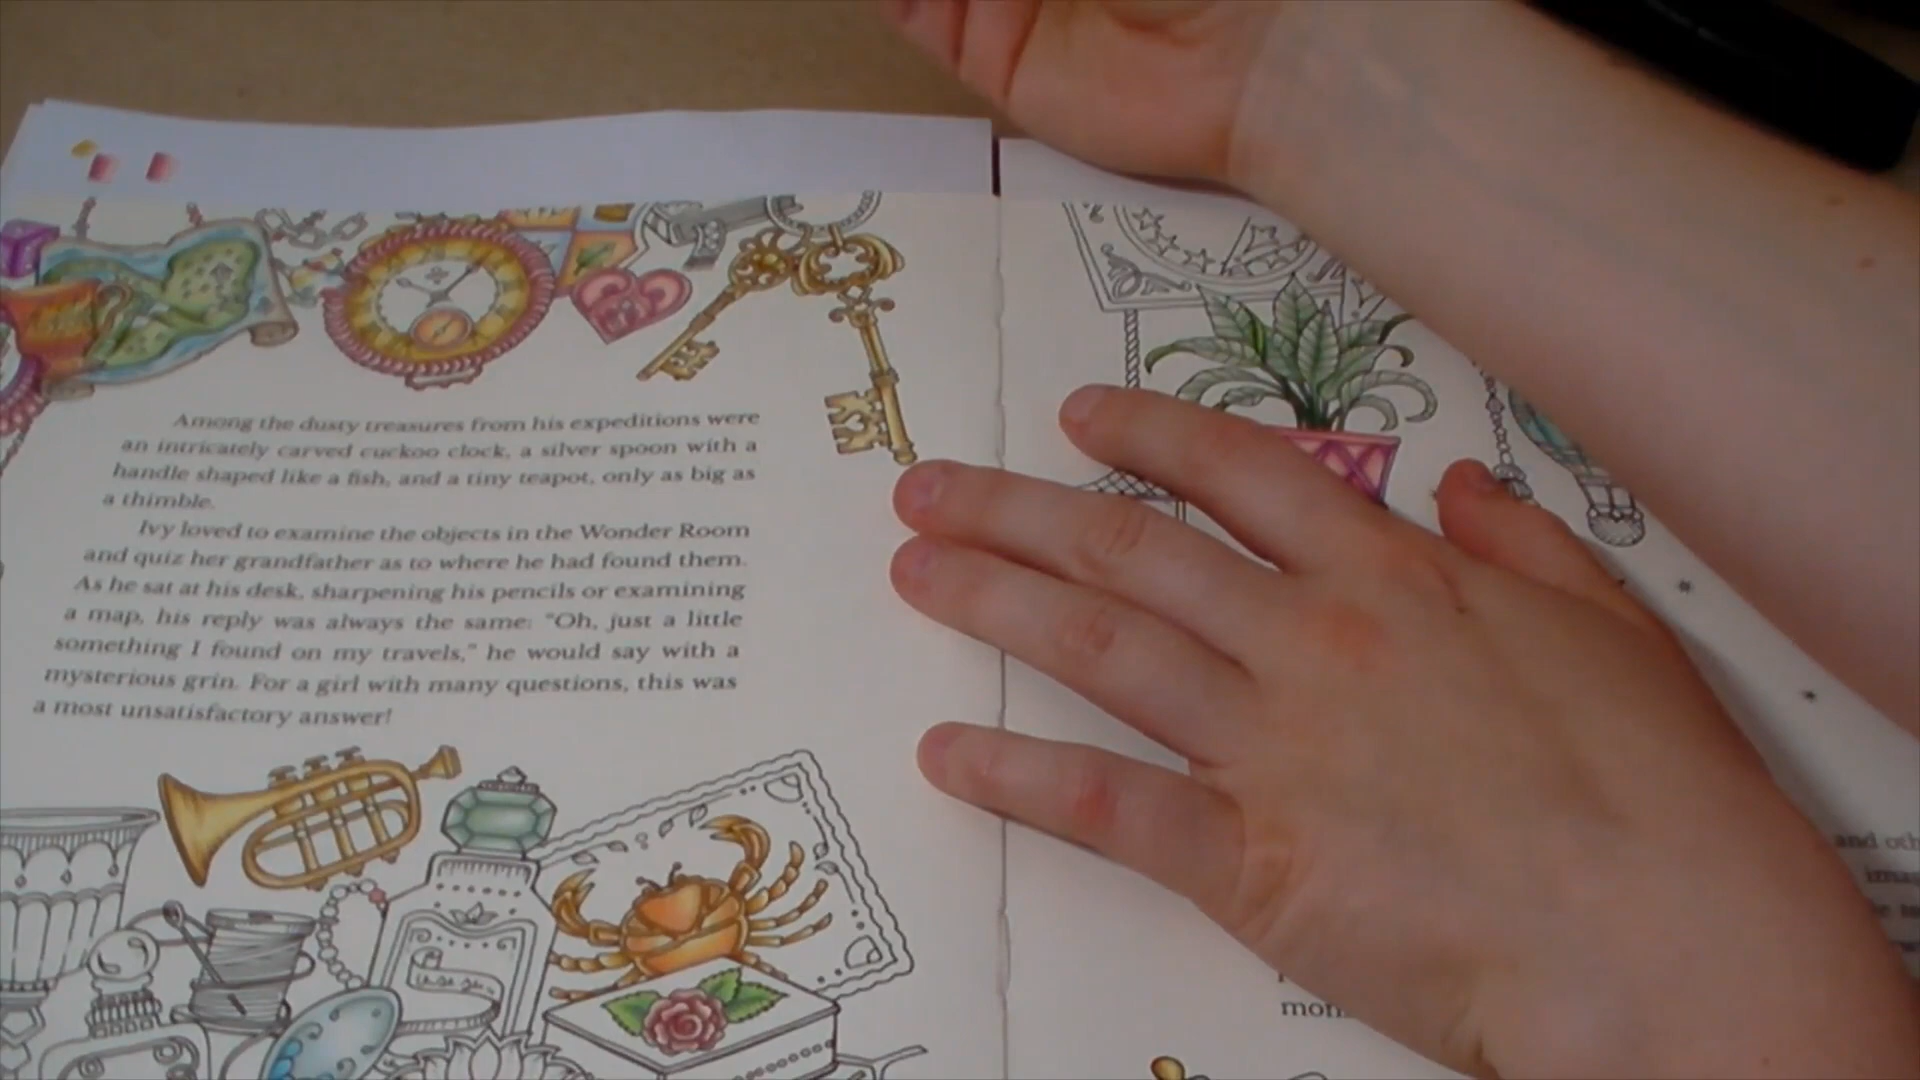 Among the dusty treasures from his expeditions were
an intricately carved cuckoo clock, a silver spoon with a
handle shaped like a fish, and a tiny teapot, only as big as
a thimble.
Ivy loved to examine the objects in the Wonder Room
and quiz her grandfather as to where he had found them.
As he sat at his desk, sharpening his pencils or examining
a map, his reply was always the same: "Oh, just a little
something I found on my travels," he would say with a
mysterious grin. For a girl with many questions, this was
a most unsatisfactory answer!
and